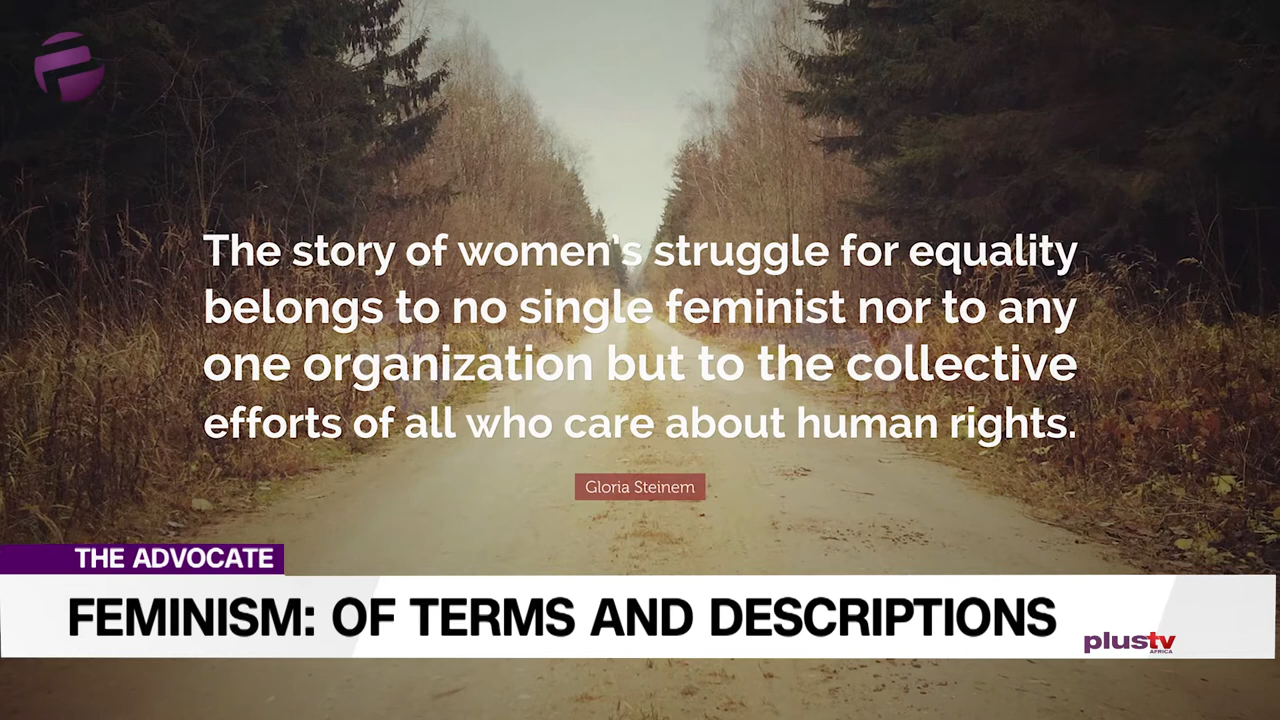 The story of women's struggle for equality
belongs to no single feminist nor to any
one organization but to the collective
efforts of all who care about human rights.
Gloria Steinem
THE ADVOCATE
FEMINISM: OF TERMS AND DESCRIPTIONS
plustv
AFRICA